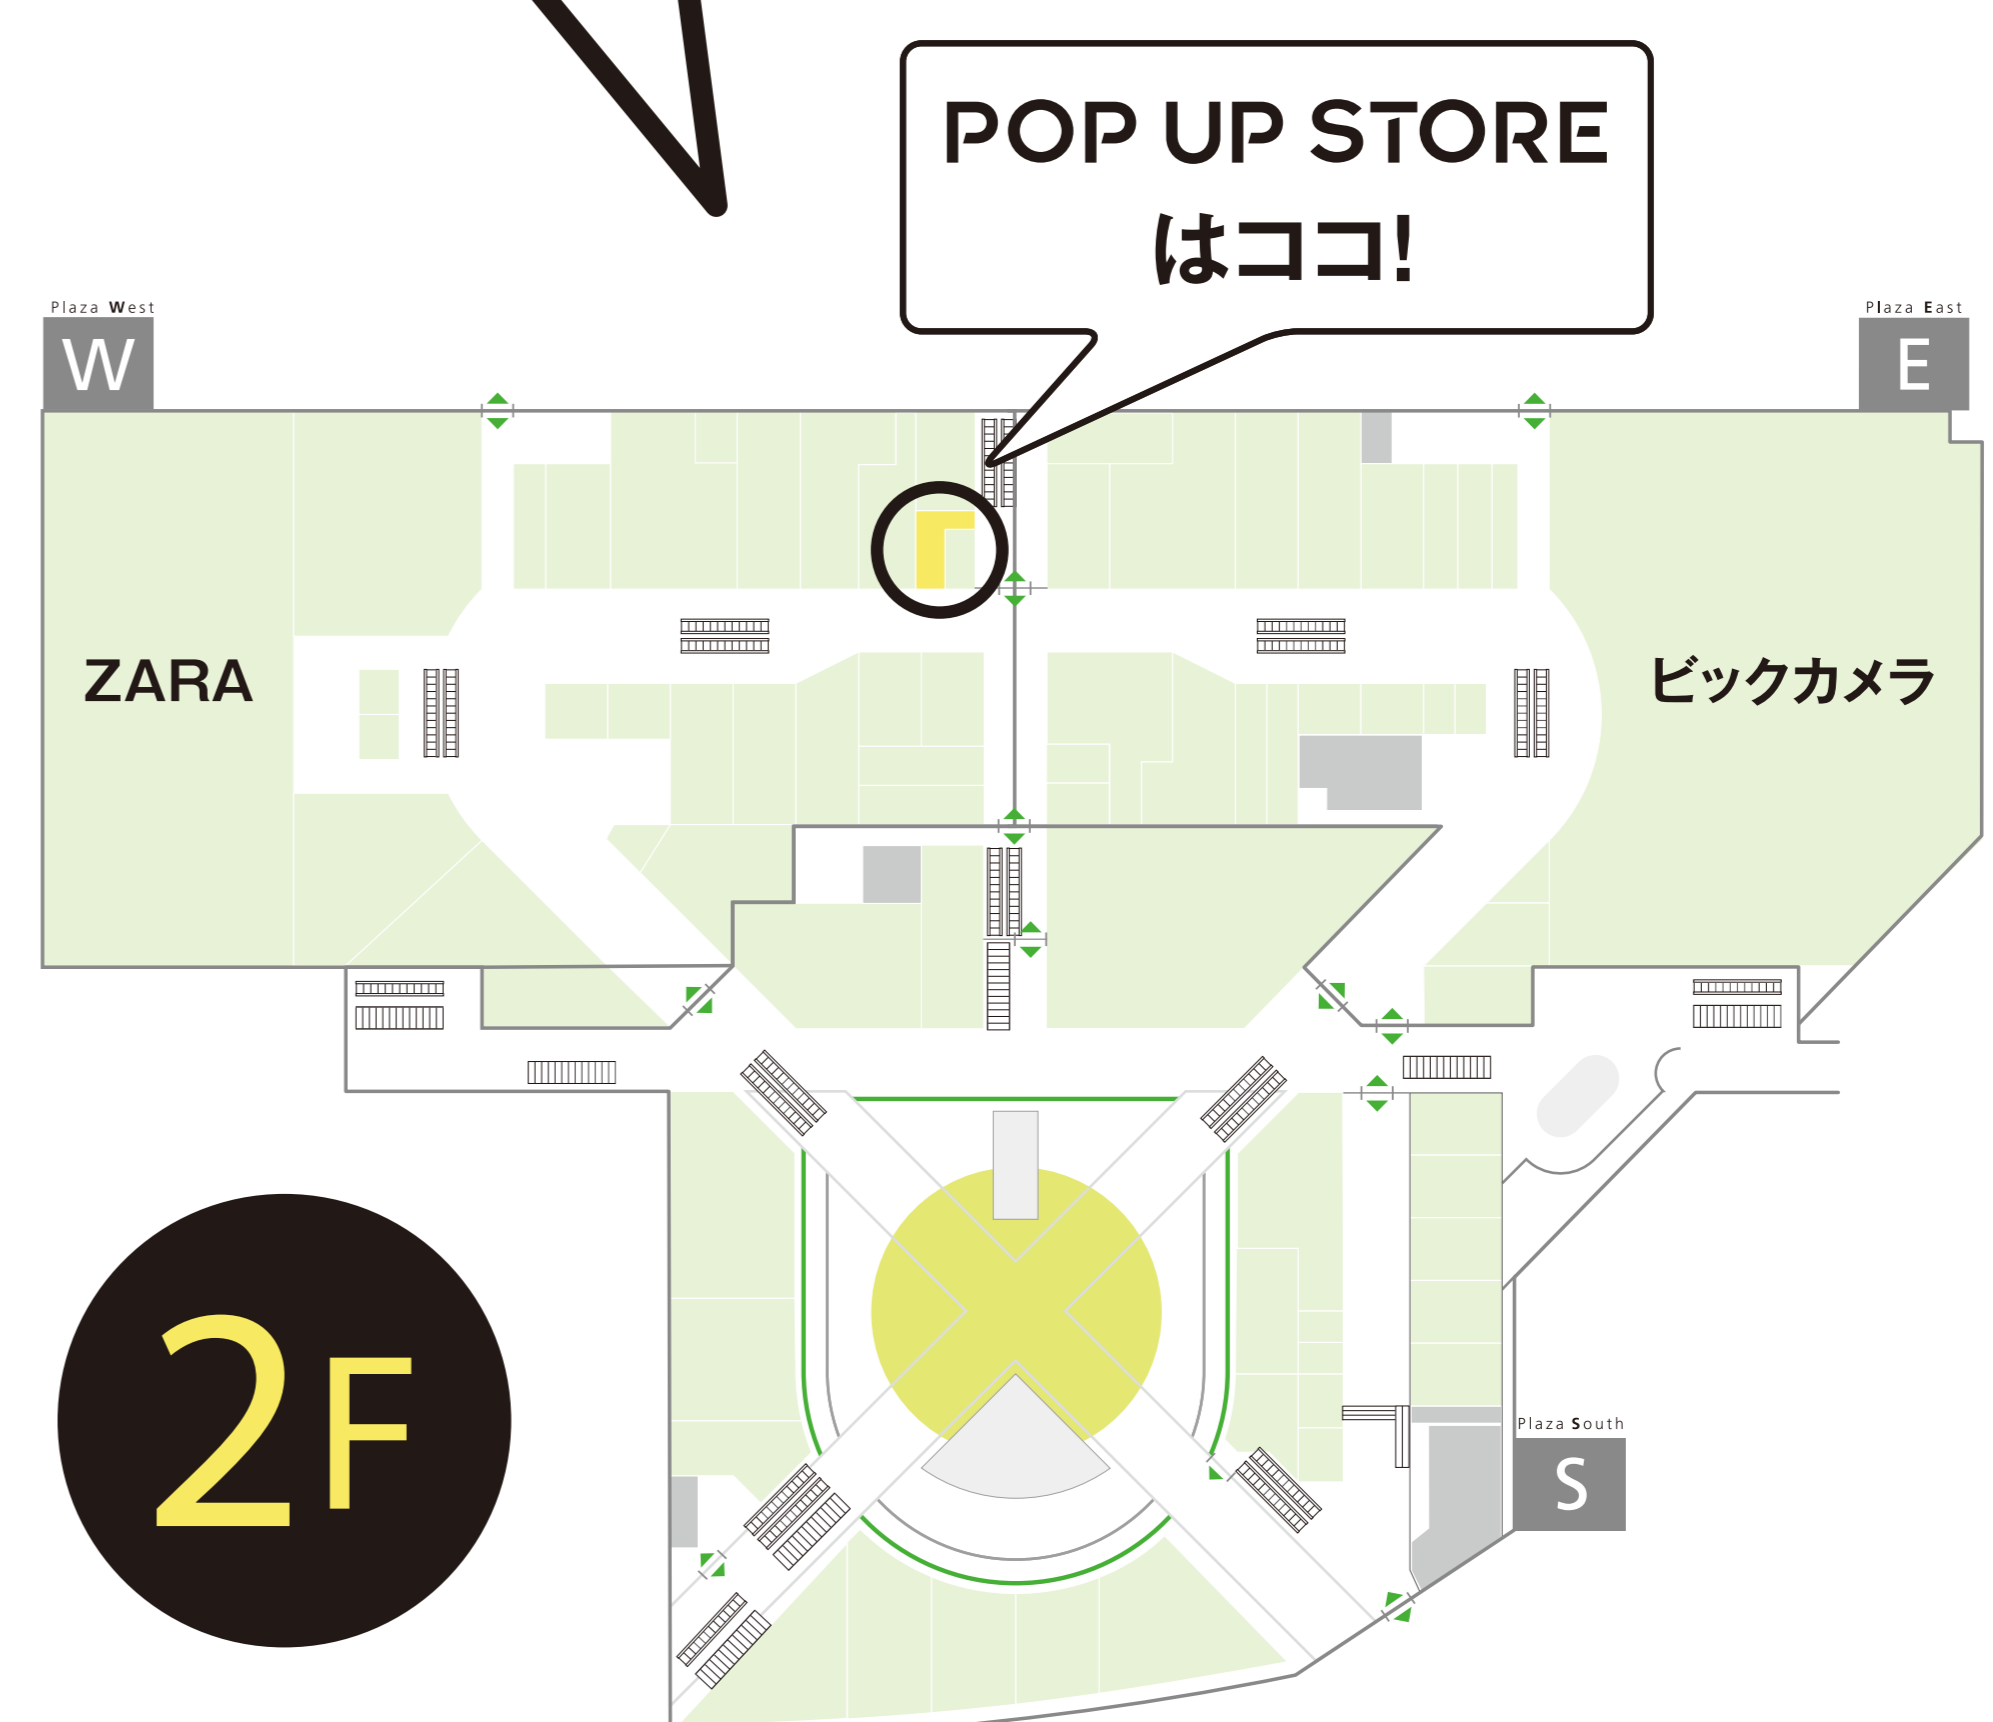 POP UP STORE
はココ!
Plaza West
W
Plaza East
E
ZARA
ビックカメラ
2F
Plaza South
S